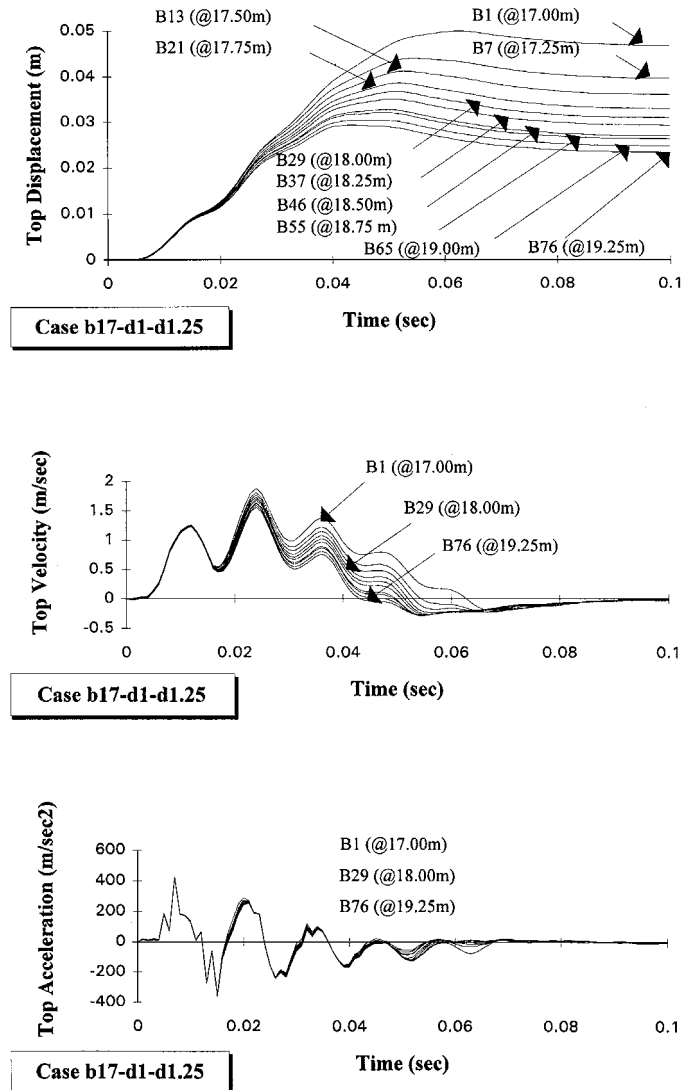 B13 (@17.50m)
B1 (@17.00m)
B21 (@17.75m)
B7 (@17.25m)
0.05
0.04
0.03
0.02
0.01
0
Top Displacement (m)
B29 (@18.00m)
B37 (@18.25m)
B46 (@18.50m)
B55 (@18.75 m)
B65 (@19.00m)
B76 (@19.25m)
0 0.02 0.04 0.06 0.08 0.1
Time (sec)
Case b17-d1-d1.25
Top Velocity (m/sec)
2
1.5
1
0.5
0
-0.5
B1 (@17.00m)
B29 (@18.00m)
B76 (@19.25m)
0 0.02 0.04 0.06 0.08 0.1
Time (sec)
Case b17-d1-d1.25
Top Acceleration (m/sec2)
600
400
200
0
-200
-400
B1 (@17.00m)
B29 (@18.00m)
B76 (@19.25m)
0 0.02 0.04 0.06 0.08 0.1
Time (sec)
Case b17-d1-d1.25